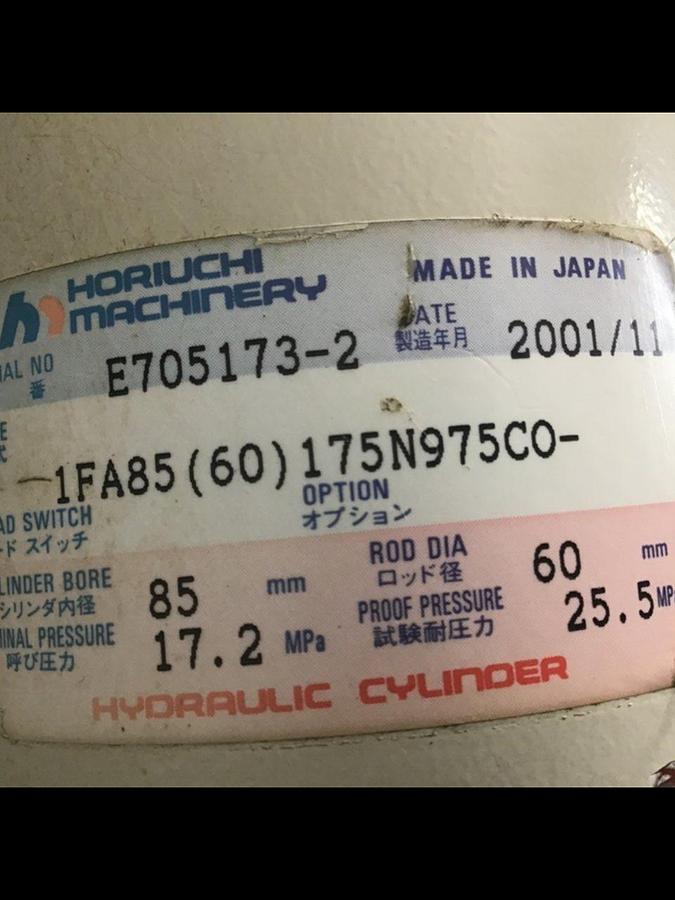 HORIUCHI
MACHINERY
MADE IN JAPAN
IAL NO
番
E705173-2
DATE
製造年月
2001/11
E
式
-1FA85(60)175N975CO-
AD SWITCH
ード スイッチ
OPTION
オプション
LINDER BORE
シリンダ内径
85 mm
ROD DIA
ロッド径
60 mm
INAL PRESSURE
呼び圧力
17.2 MPa
PROOF PRESSURE
試験耐圧力
25.5 MPa
HYDRAULIC CYLINDER